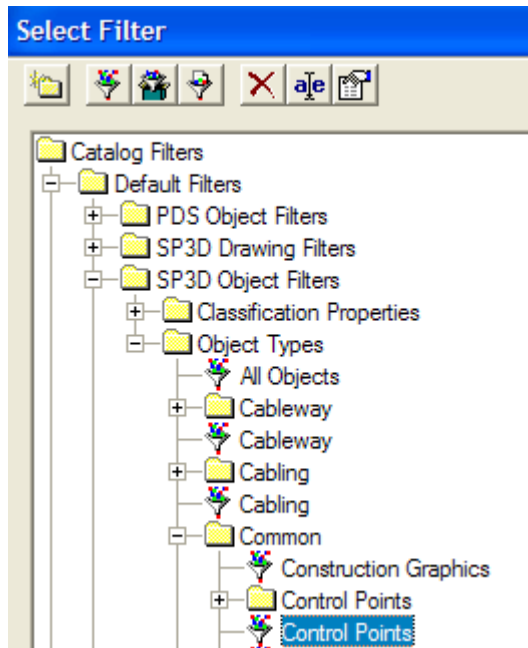 Select Filter
a e
Catalog Filters
Default Filters
PDS Object Filters
SP3D Drawing Filters
SP3D Object Filters
Classification Properties
Object Types
All Objects
Cableway
Cableway
Cabling
Cabling
Common
Construction Graphics
Control Points
Control Points